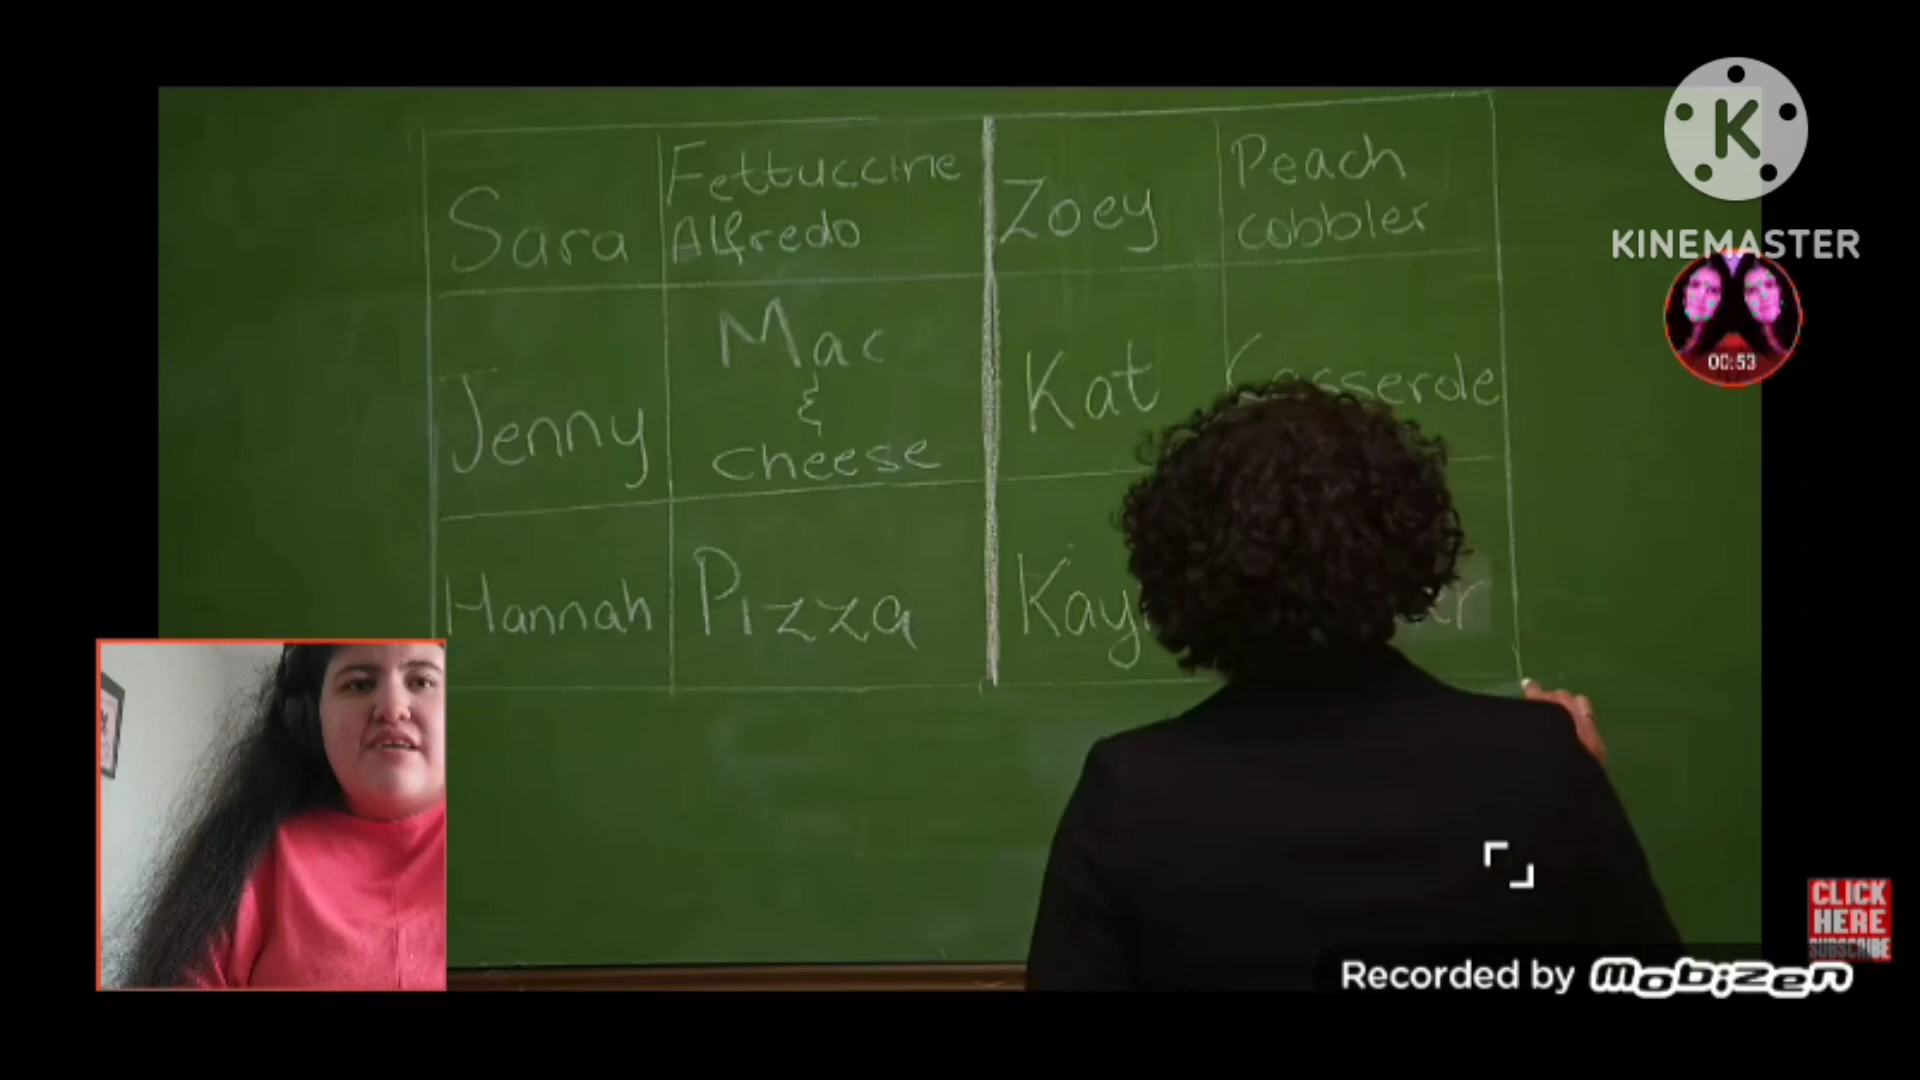 Sara
Fettuccine
Alfredo
Zoey
Peach
cobbler
Jenny
Mac
&
cheese
Kat
Casserole
Hannah
Pizza
K
KINEMASTER
00:53
CLICK
HERE
SUBSCRIBE
Recorded by mobizen